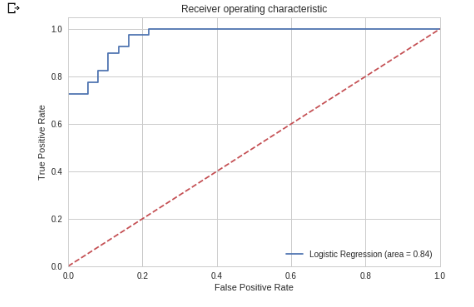 Receiver operating characteristic
True Positive Rate
1.0
0.8
0.6
0.4
0.2
0.0
Logistic Regression (area = 0.84)
0.0 0.2 0.4 0.6 0.8 1.0
False Positive Rate